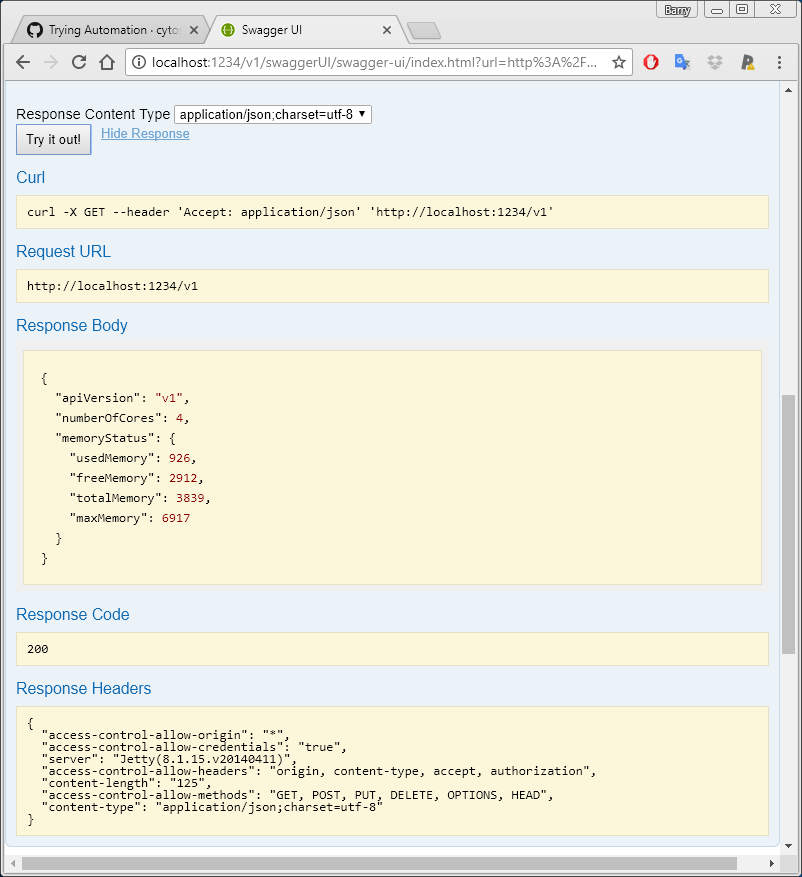 Barry
Trying Automation · cyto
Swagger UI
localhost:1234/v1/swaggerUI/swagger-ui/index.html?url=http%3A%2F...
Response Content Type application/json;charset=utf-8
Try it out! Hide Response
Curl
curl -X GET --header 'Accept: application/json' 'http://localhost:1234/v1'
Request URL
http://localhost:1234/v1
Response Body
{
  "apiVersion": "v1",
  "numberOfCores": 4,
  "memoryStatus": {
    "usedMemory": 926,
    "freeMemory": 2912,
    "totalMemory": 3839,
    "maxMemory": 6917
  }
}
Response Code
200
Response Headers
{
  "access-control-allow-origin": "*",
  "access-control-allow-credentials": "true",
  "server": "Jetty(8.1.15.v20140411)",
  "access-control-allow-headers": "origin, content-type, accept, authorization",
  "content-length": "125",
  "access-control-allow-methods": "GET, POST, PUT, DELETE, OPTIONS, HEAD",
  "content-type": "application/json;charset=utf-8"
}